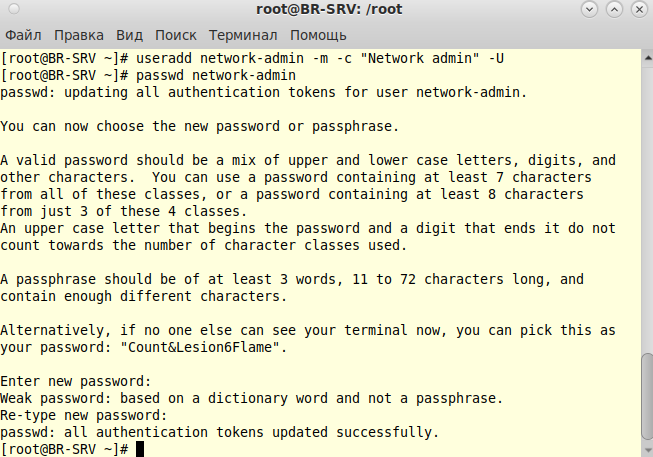 root@BR-SRV: /root
Файл Правка Вид Поиск Терминал Помощь
[root@BR-SRV ~]# useradd network-admin -m -c "Network admin" -U
[root@BR-SRV ~]# passwd network-admin
passwd: updating all authentication tokens for user network-admin.
You can now choose the new password or passphrase.
A valid password should be a mix of upper and lower case letters, digits, and
other characters.  You can use a password containing at least 7 characters
from all of these classes, or a password containing at least 8 characters
from just 3 of these 4 classes.
An upper case letter that begins the password and a digit that ends it do not
count towards the number of character classes used.
A passphrase should be of at least 3 words, 11 to 72 characters long, and
contain enough different characters.
Alternatively, if no one else can see your terminal now, you can pick this as
your password: "Count&Lesion6Flame".
Enter new password:
Weak password: based on a dictionary word and not a passphrase.
Re-type new password:
passwd: all authentication tokens updated successfully.
[root@BR-SRV ~]#